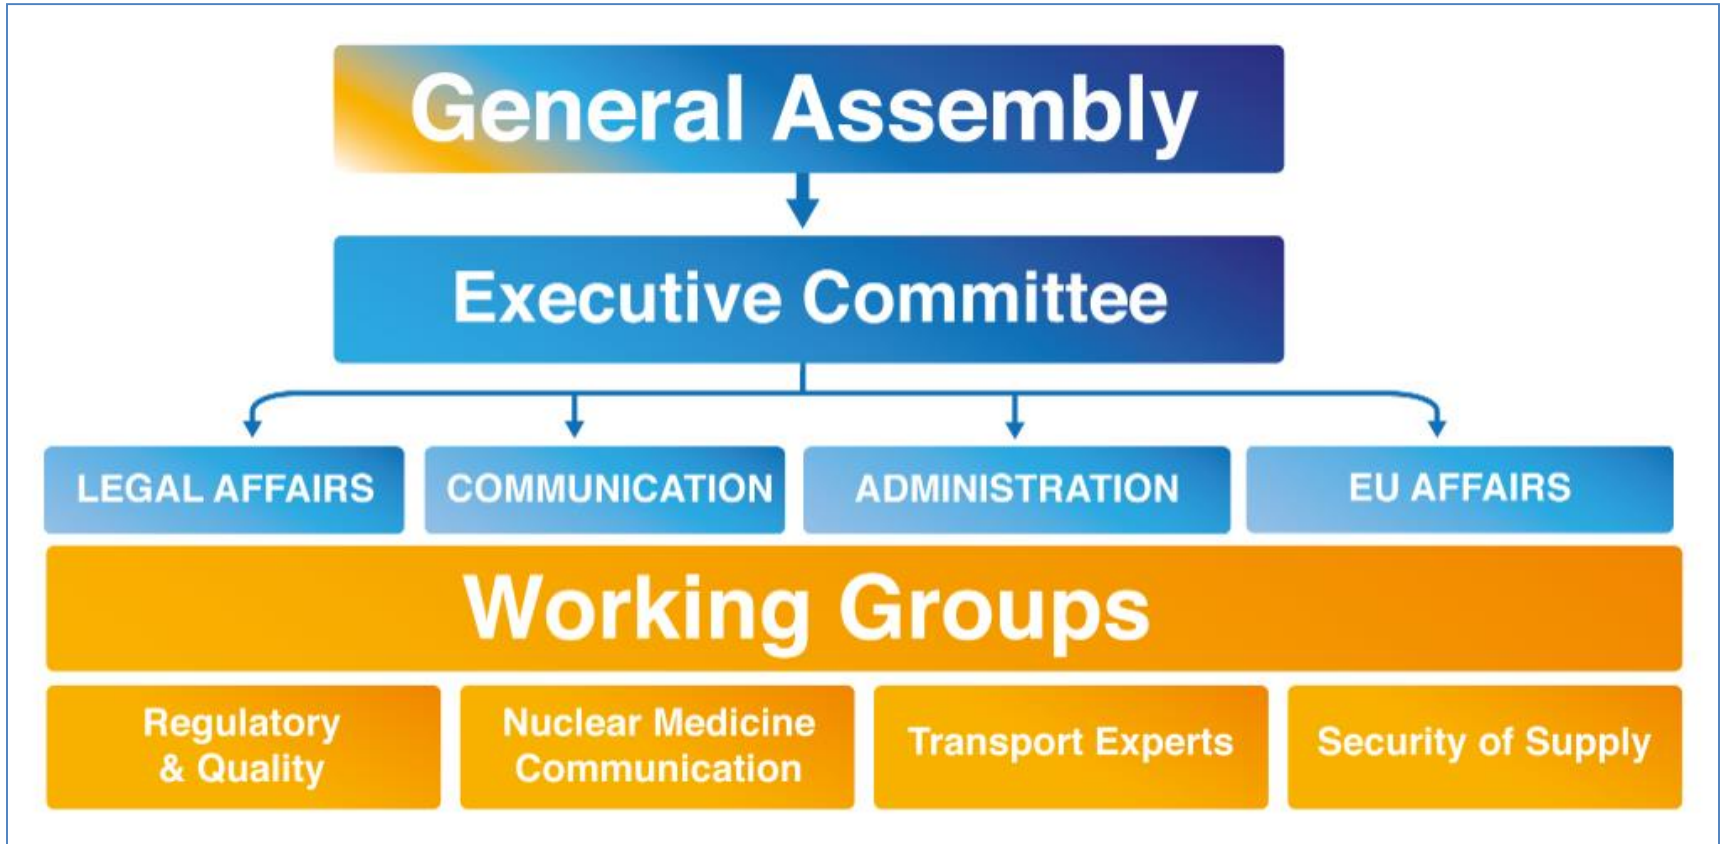 General Assembly
Executive Committee
LEGAL AFFAIRS
COMMUNICATION
ADMINISTRATION
EU AFFAIRS
Working Groups
Regulatory
& Quality
Nuclear Medicine
Communication
Transport Experts
Security of Supply